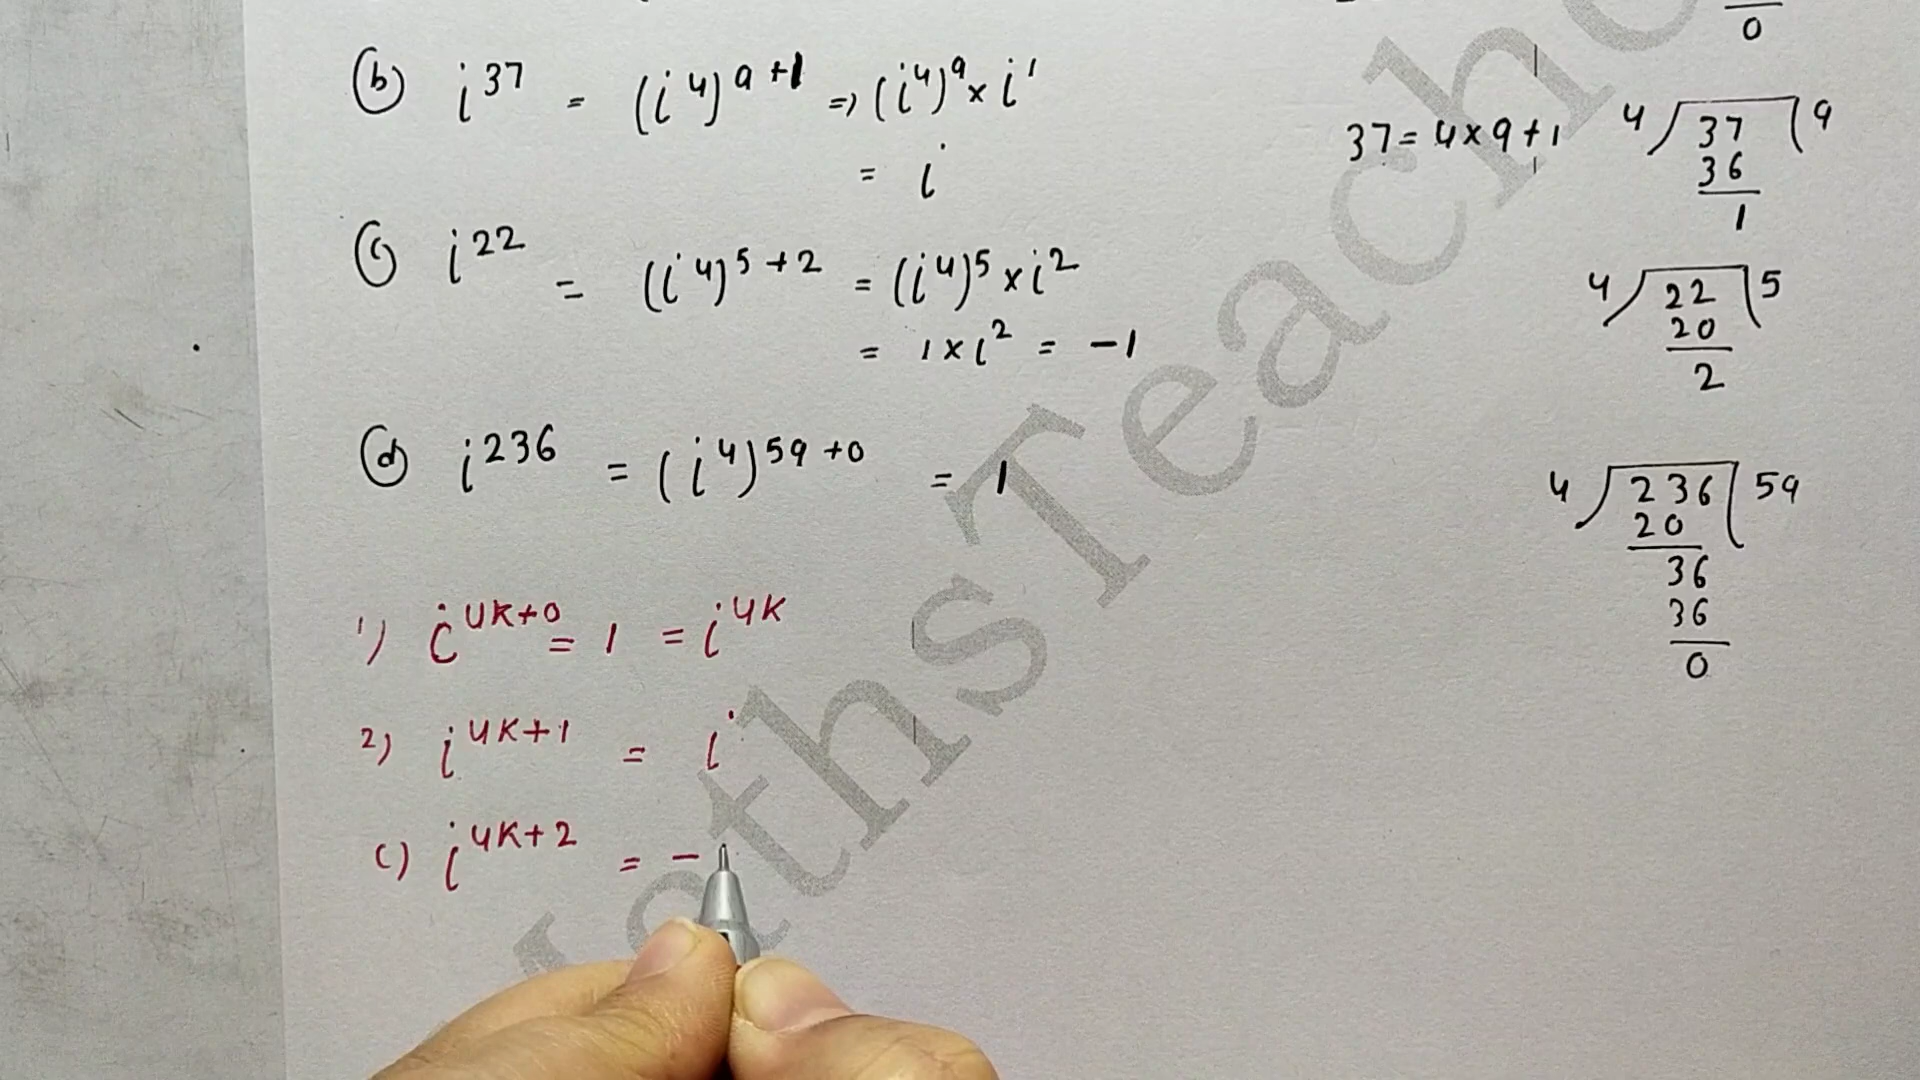 (b) i^37 = (i^4)^9+1 => (i^4)^9 × i^1
= i
37 = 4×9+1
4) 37 (9
36
1
(c) i^22 = (i^4)^5+2 = (i^4)^5 × i^2
= 1 × i^2 = -1
4) 22 (5
20
2
(d) i^236 = (i^4)^59+0 = 1
4) 236 (59
20
36
36
0
1) i^4K+0 = 1 = i^4K
2) i^4K+1 = i
c) i^4K+2 = -
0
MathsTeach